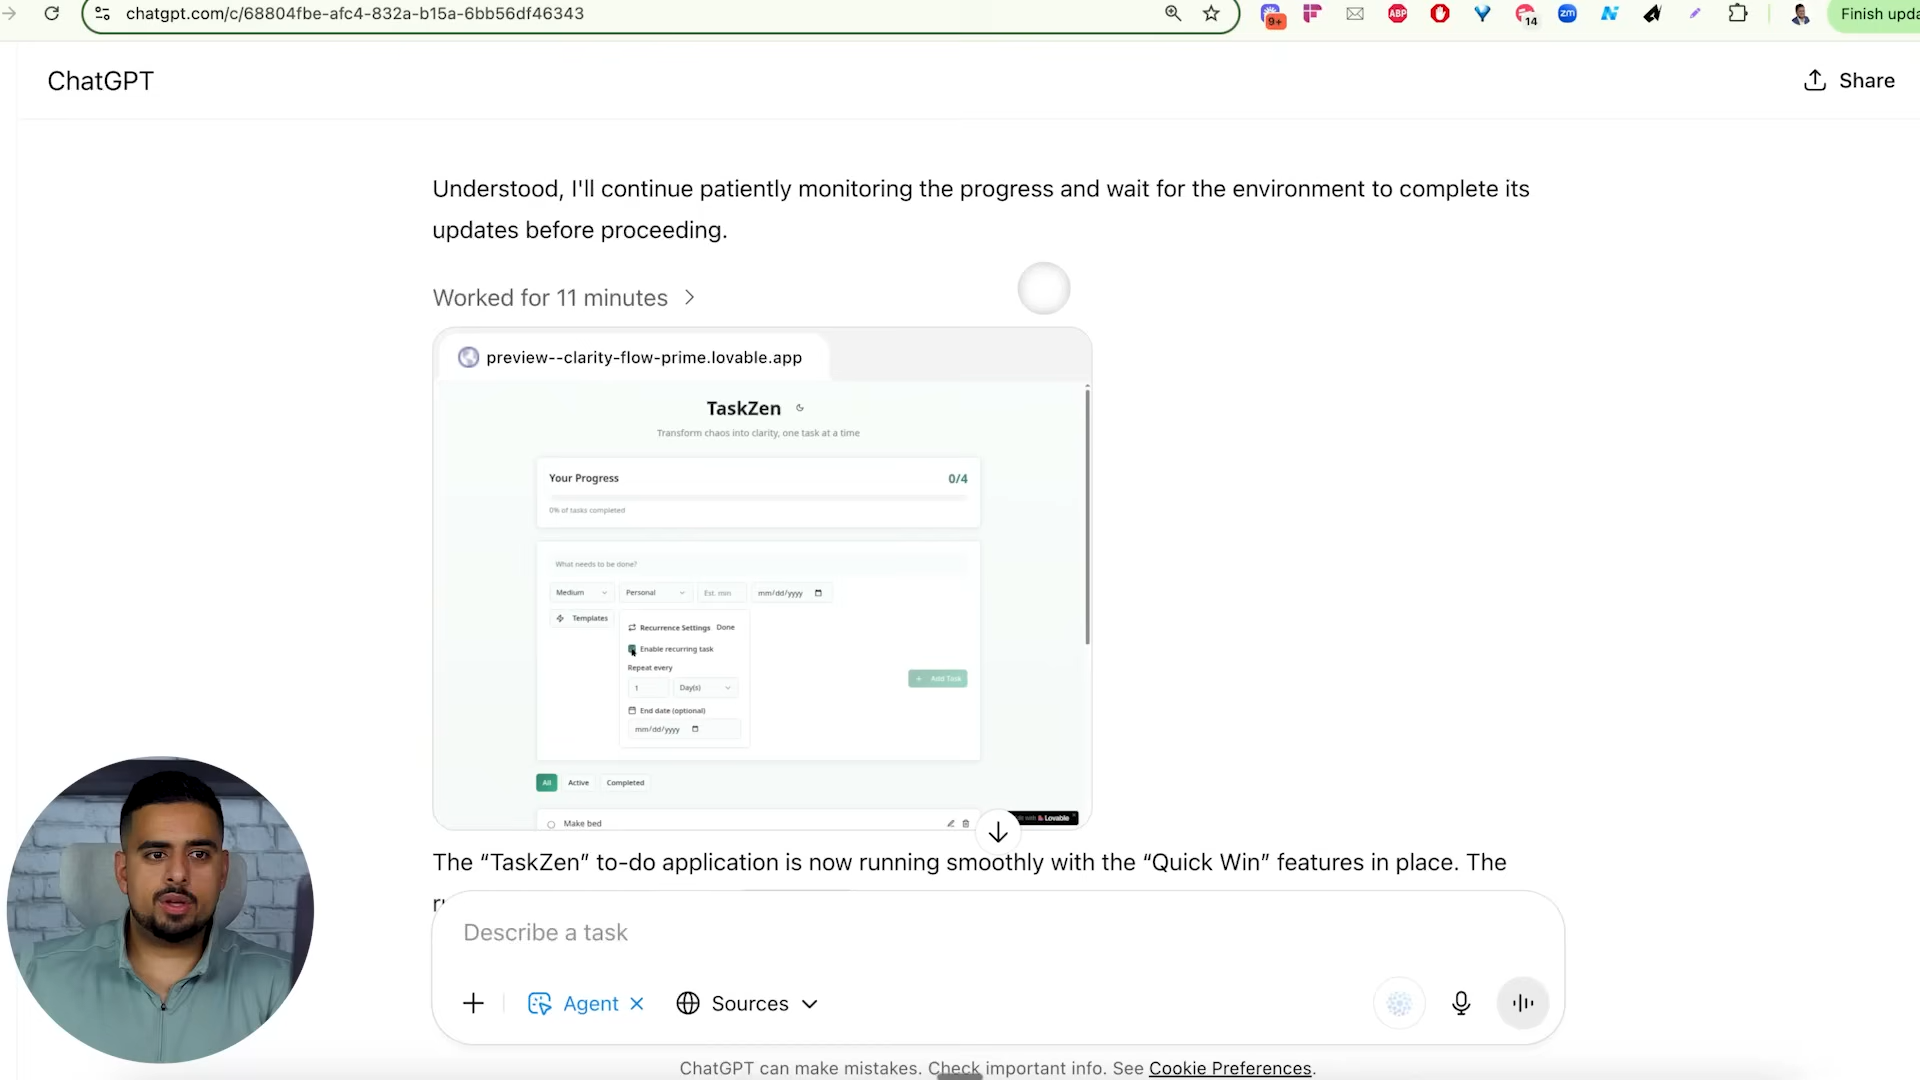 chatgpt.com/c/68804fbe-afc4-832a-b15a-6bb56df46343
9+
ABP
14
zm
Finish upda
ChatGPT
Share
Understood, I'll continue patiently monitoring the progress and wait for the environment to complete its
updates before proceeding.
Worked for 11 minutes
preview--clarity-flow-prime.lovable.app
TaskZen
Transform chaos into clarity, one task at a time
Your Progress
0/4
0% of tasks completed
What needs to be done?
Medium
Personal
Est. min
mm/dd/yyyy
Templates
Recurrence Settings
Done
Enable recurring task
Repeat every
1
Day(s)
End date (optional)
mm/dd/yyyy
+ Add Task
All
Active
Completed
Make bed
with Lovable
The “TaskZen” to-do application is now running smoothly with the “Quick Win” features in place. The
Describe a task
Agent
Sources
ChatGPT can make mistakes. Check important info. See Cookie Preferences.